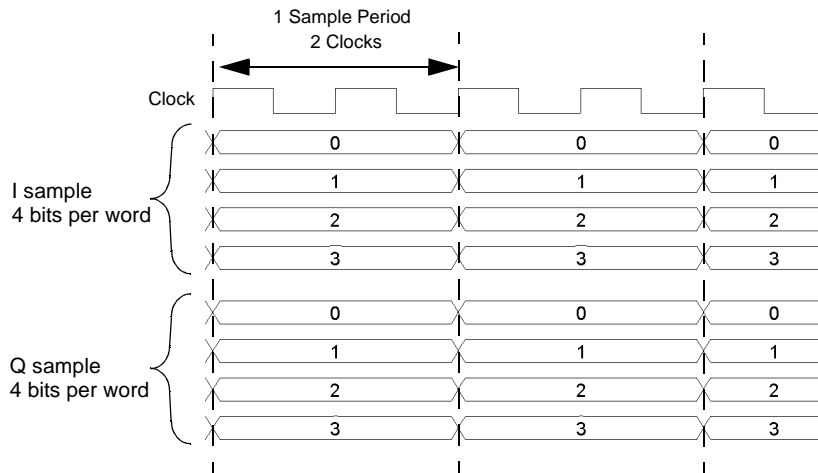 1 Sample Period
2 Clocks
Clock
I sample
4 bits per word
0 0 0
1 1 1
2 2 2
3 3 3
Q sample
4 bits per word
0 0 0
1 1 1
2 2 2
3 3 3